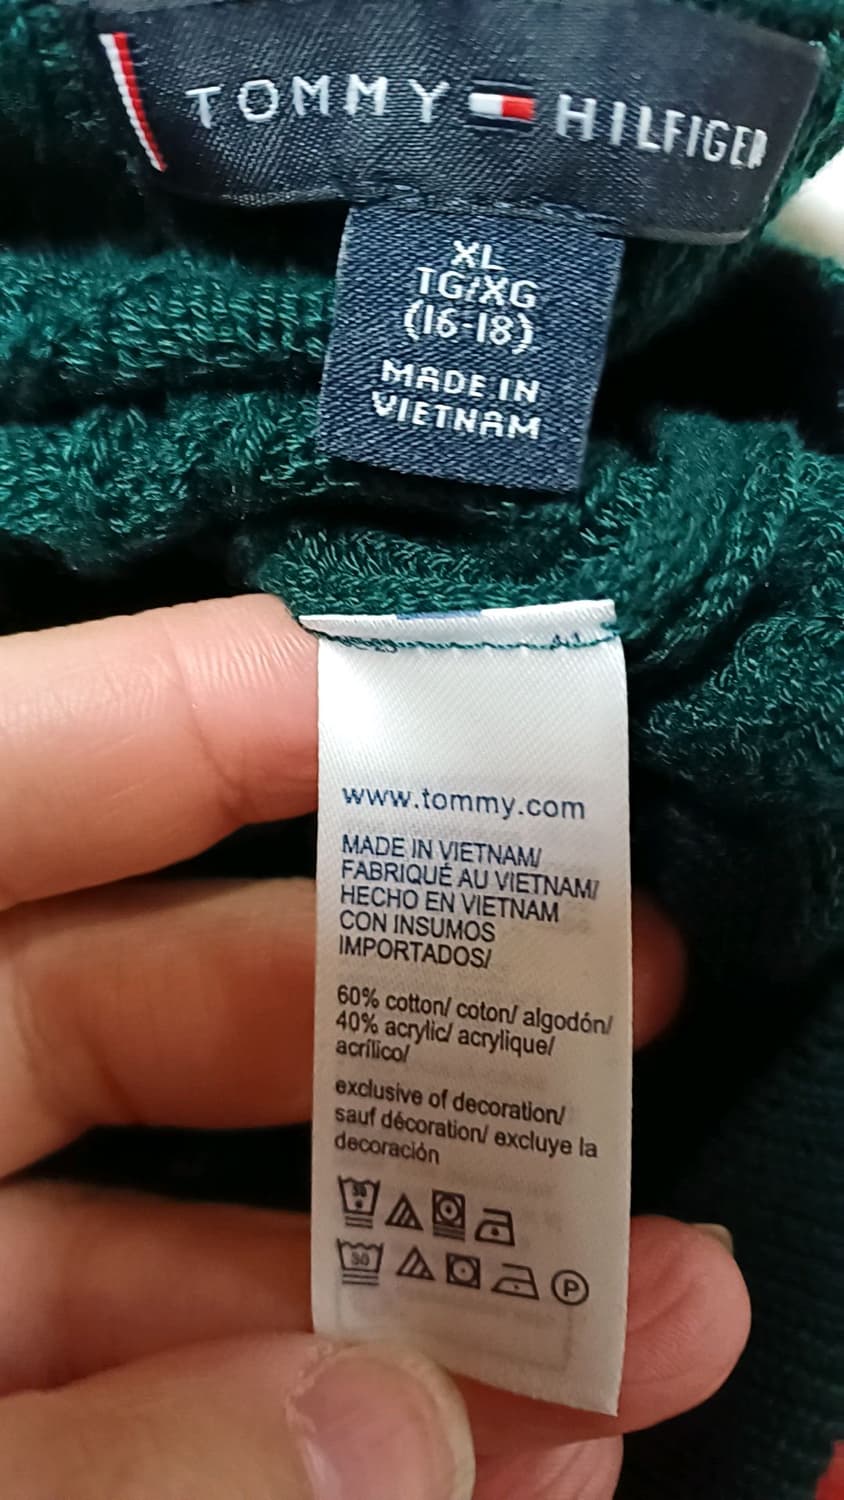 TOMMY HILFIGER
XL
TG/XG
(16-18)
MADE IN
VIETNAM
www.tommy.com
MADE IN VIETNAM/
FABRIQUÉ AU VIETNAM/
HECHO EN VIETNAM
CON INSUMOS
IMPORTADOS/
60% cotton/ coton/ algodón/
40% acrylic/ acrylique/
acrílico/
exclusive of decoration/
sauf décoration/ excluye la
decoración
30
30
P